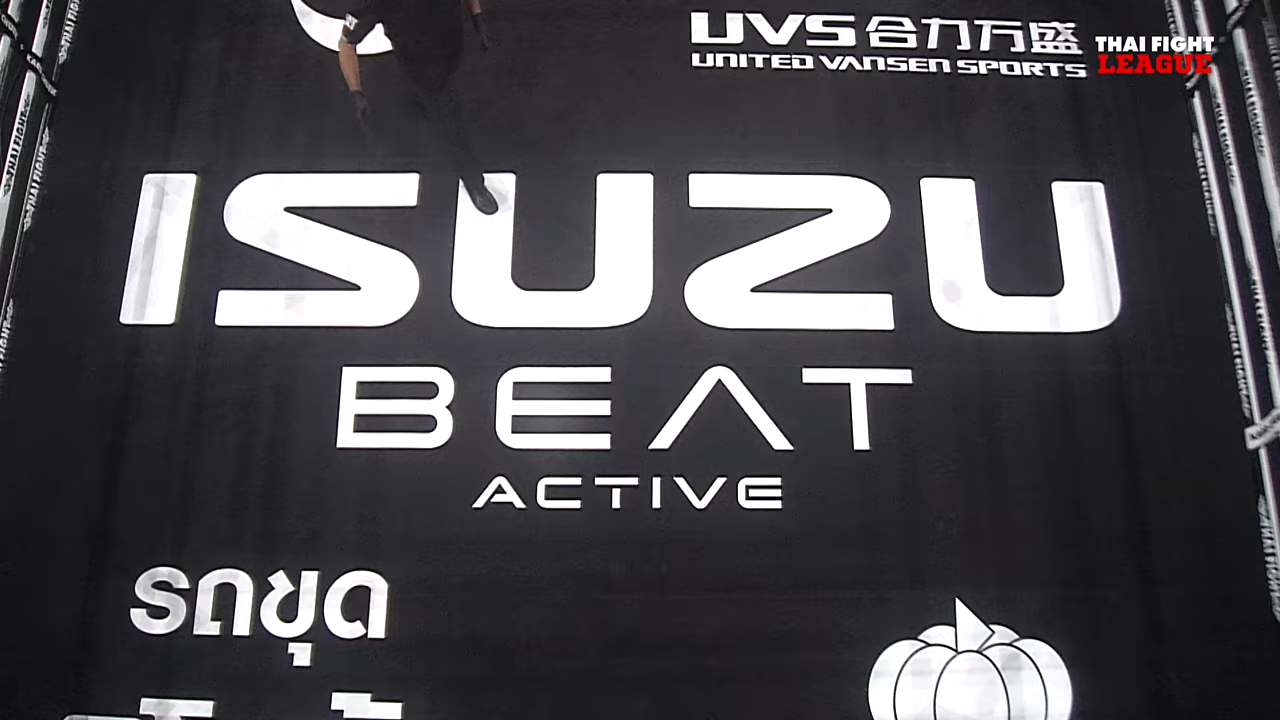 UVS 合力万盛
UNITED VANSEN SPORTS
THAI FIGHT
LEAGUE
ISUZU
BEAT
ACTIVE
รถขุด